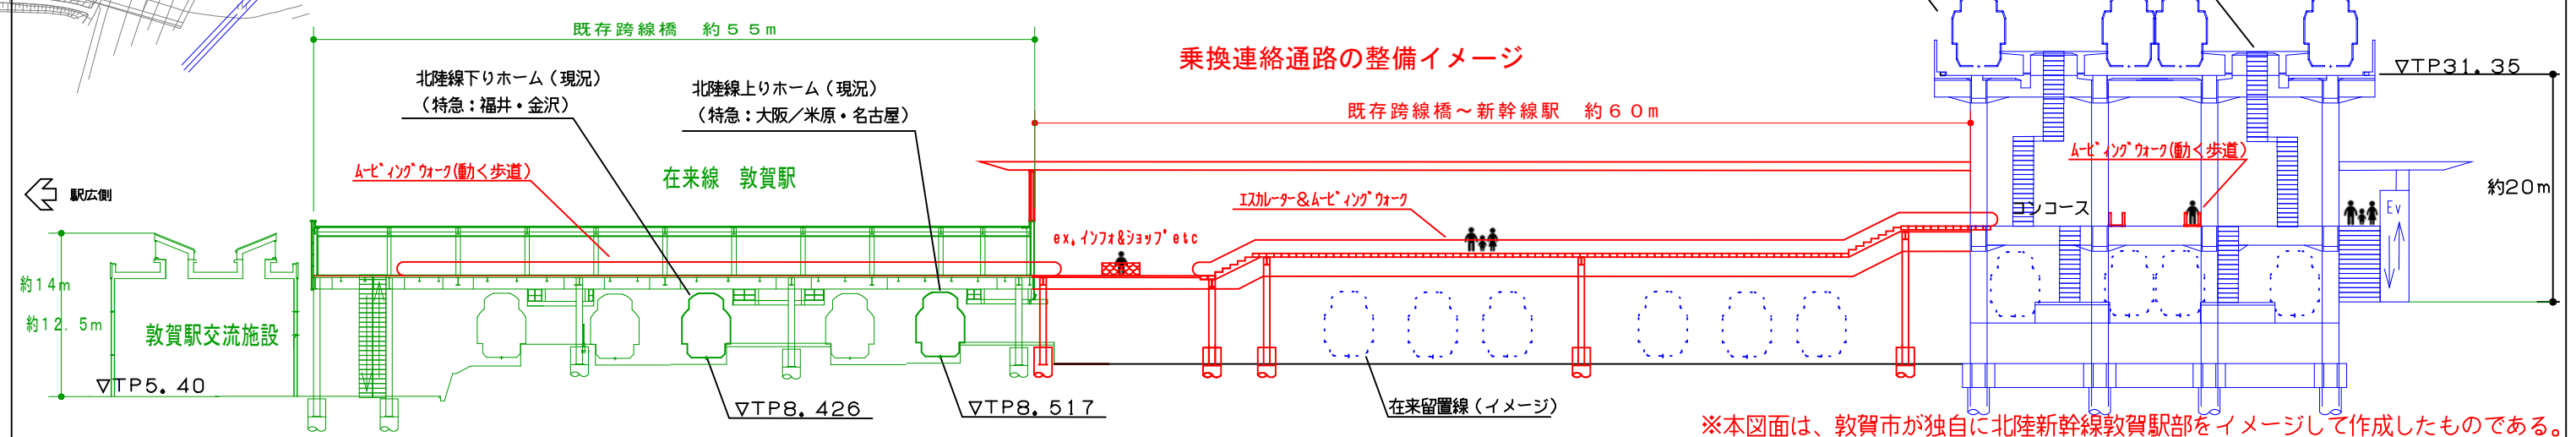 既存跨線橋　約５５ｍ
乗換連絡通路の整備イメージ
▽TP31.35
北陸線下りホーム（現況）
（特急：福井・金沢）
北陸線上りホーム（現況）
（特急：大阪／米原・名古屋）
既存跨線橋～新幹線駅　約６０ｍ
ﾑｰﾋﾞｨﾝｸﾞｳｫｰｸ(動く歩道)
在来線　敦賀駅
ﾑｰﾋﾞｨﾝｸﾞｳｫｰｸ(動く歩道)
駅広側
約20m
ｴｽｶﾚｰﾀｰ&ﾑｰﾋﾞｨﾝｸﾞｳｫｰｸ
コンコース
Ev
ex.ｲﾝﾌｫ&ｼｮｯﾌﾟetc
約14m
約12.5m
敦賀駅交流施設
▽TP5.40
▽TP8.426
▽TP8.517
在来留置線（イメージ）
※本図面は、敦賀市が独自に北陸新幹線敦賀駅部をイメージして作成したものである。